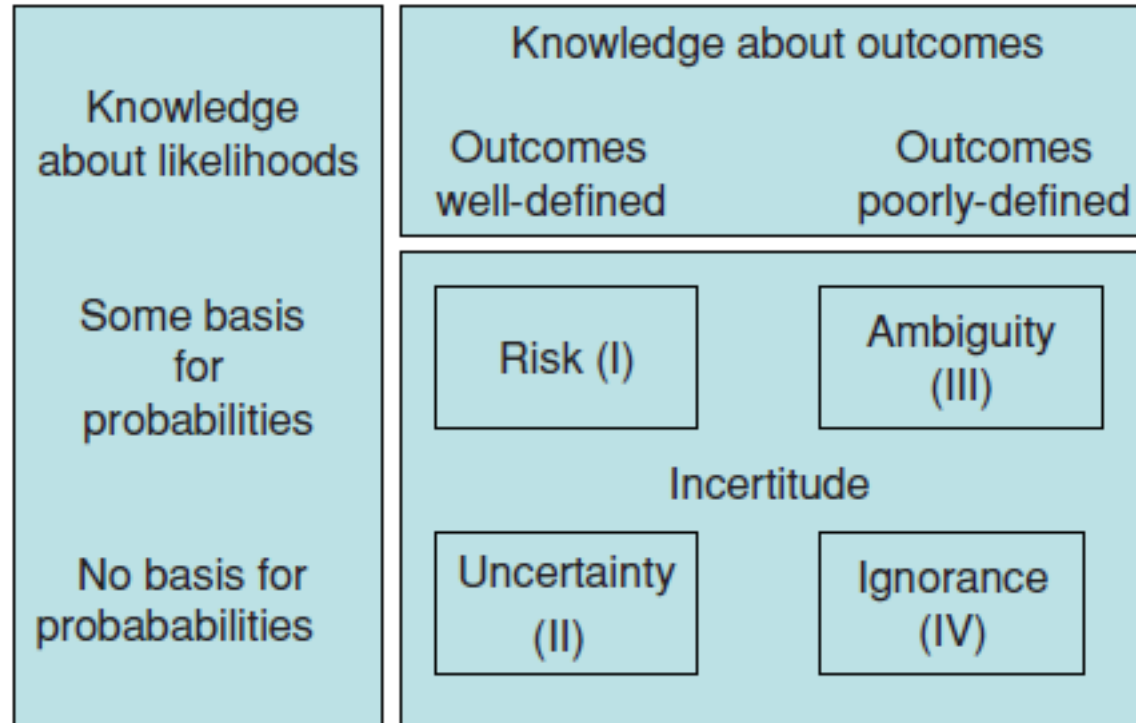 Knowledge
about likelihoods
Some basis
for
probabilities
No basis for
probababilities
Knowledge about outcomes
Outcomes
well-defined
Outcomes
poorly-defined
Risk (I)
Ambiguity
(III)
Incertitude
Uncertainty
(II)
Ignorance
(IV)